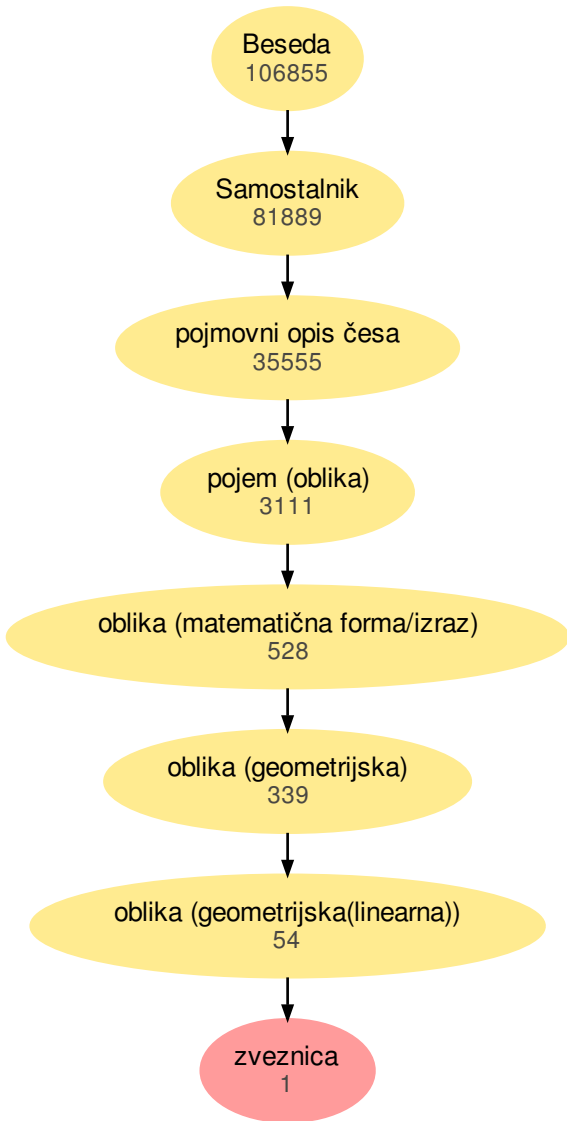 Beseda
106855
Samostalnik
81889
pojmovni opis česa
35555
pojem (oblika)
3111
oblika (matematična forma/izraz)
528
oblika (geometrijska)
339
oblika (geometrijska(linearna))
54
zveznica
1